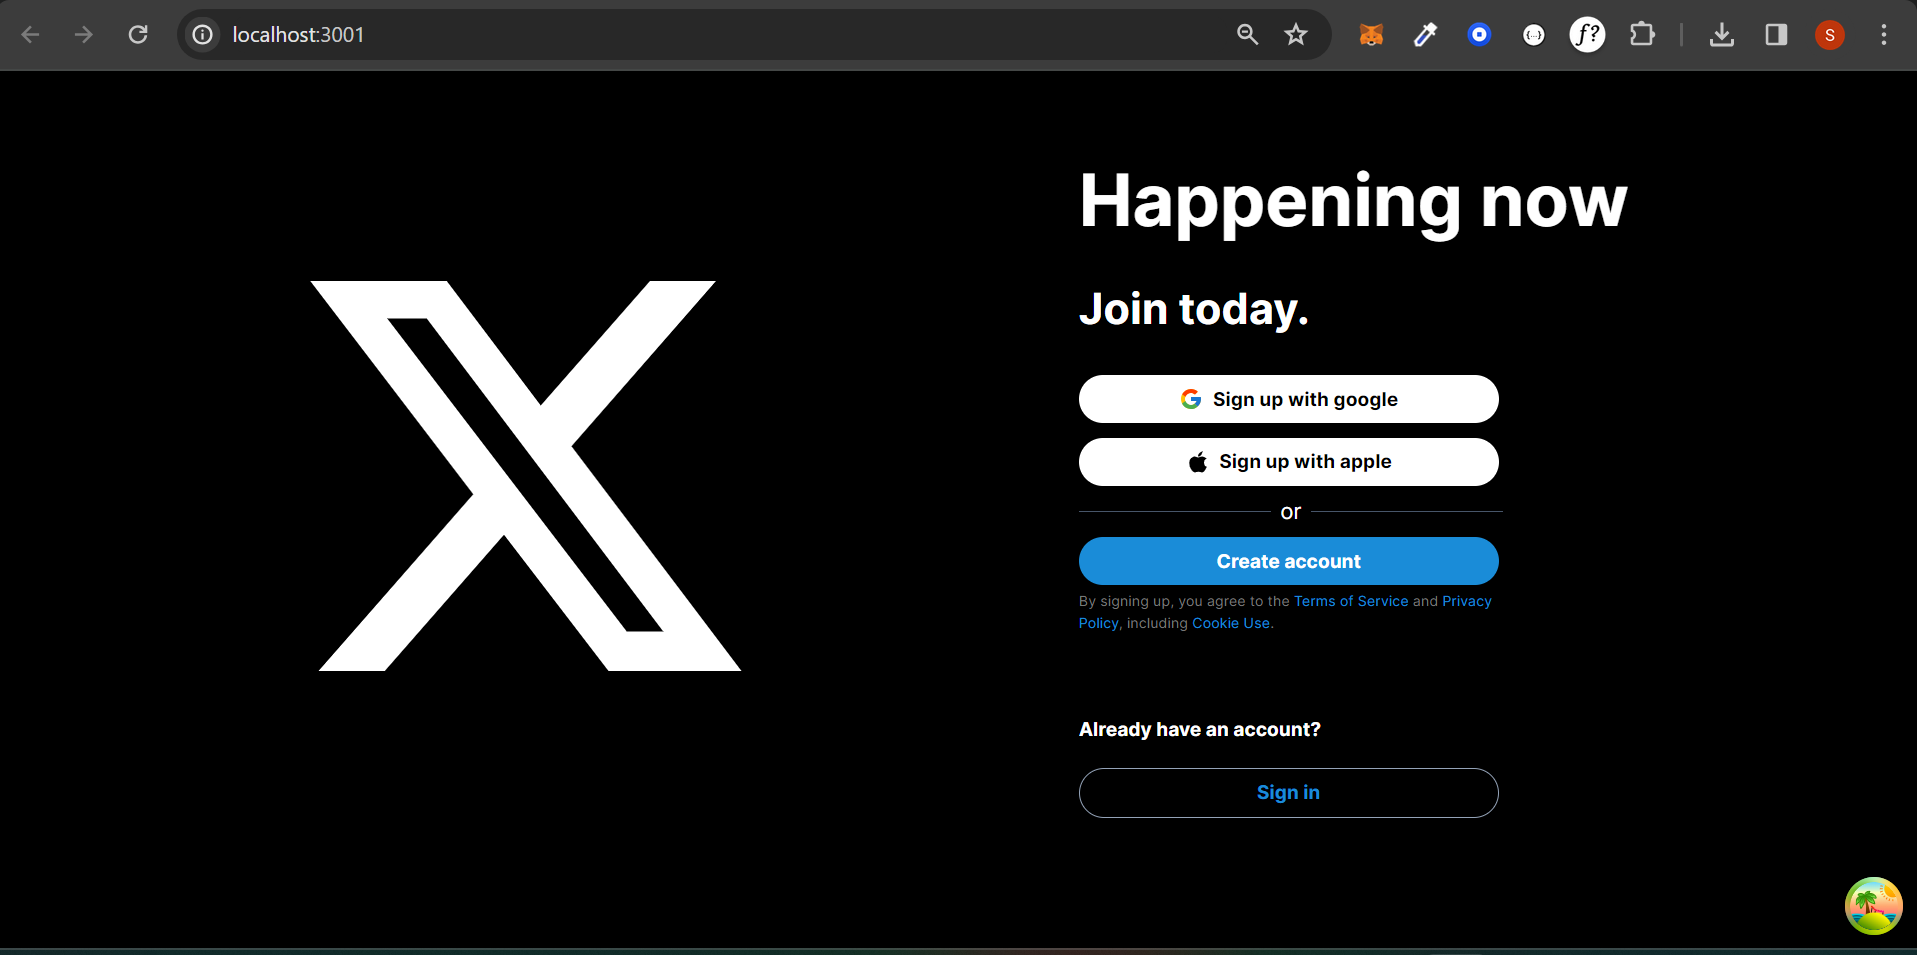 localhost:3001
{...}
f?
S
X
Happening now
Join today.
Sign up with google
Sign up with apple
or
Create account
By signing up, you agree to the Terms of Service and Privacy
Policy, including Cookie Use.
Already have an account?
Sign in